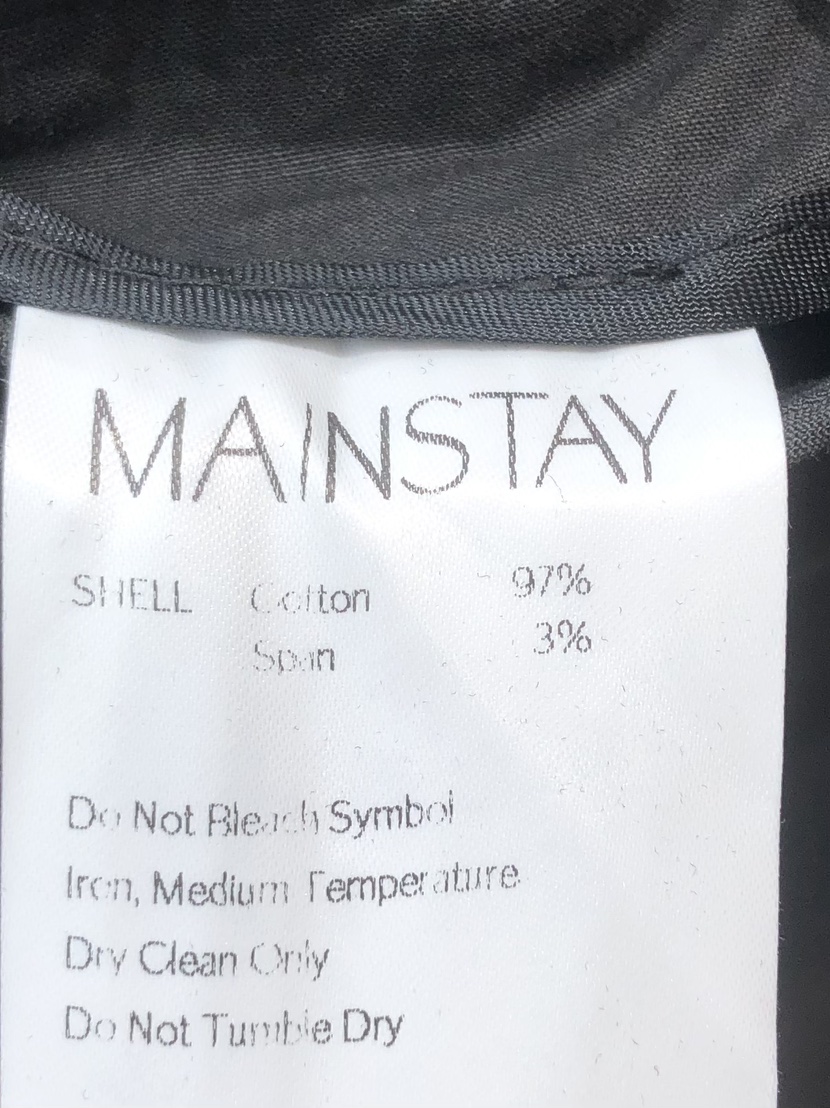 MAINSTAY
SHELL Cotton 97%
Span 3%
Do Not Bleach Symbol
Iron, Medium Temperature
Dry Clean Only
Do Not Tumble Dry